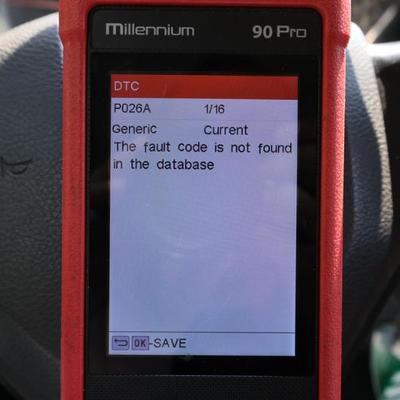 Millennium 90 Pro
DTC
P026A 1/16
Generic Current
The fault code is not found
in the database
OK -SAVE